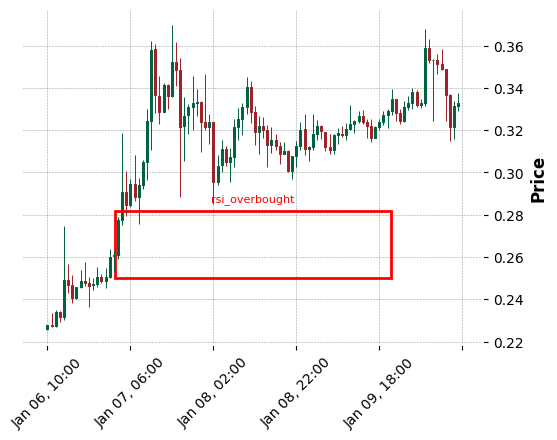 0.36
0.34
0.32
0.30
0.28
0.26
0.24
0.22
Price
rsi_overbought
Jan 06, 10:00
Jan 07, 06:00
Jan 08, 02:00
Jan 08, 22:00
Jan 09, 18:00